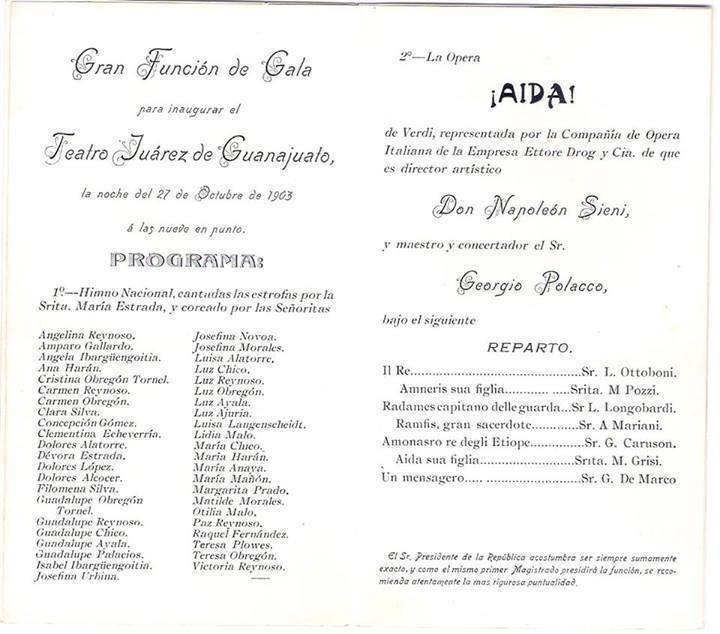 Gran Función de Gala
para inaugurar el
Teatro Juárez de Guanajuato,
la noche del 27 de Octubre de 1903
á las nueve en punto.
PROGRAMA:
1º.—Himno Nacional, cantadas las estrofas por la
Srita. María Estrada, y coreado por las Señoritas
Angelina Reynoso.
Amparo Gallardo.
Angela Ibargüengoitia.
Ana Harán.
Cristina Obregón Tornel.
Carmen Reynoso.
Carmen Obregón.
Clara Silva.
Concepción Gómez.
Clementina Echeverría.
Dolores Alatorre.
Dévora Estrada.
Dolores López.
Dolores Alcocer.
Filomena Silva.
Guadalupe Obregón
Tornel.
Guadalupe Reynoso.
Guadalupe Chico.
Guadalupe Ayala.
Guadalupe Palacios.
Isabel Ibargüengoitia.
Josefina Urbina.
Josefina Novoa.
Josefina Morales.
Luisa Alatorre.
Luz Chico.
Luz Reynoso.
Luz Obregón.
Luz Ayala.
Luz Ajuria.
Luisa Langenscheidt.
Lidia Malo.
María Chico.
María Harán.
María Anaya.
María Mañón.
Margarita Prado.
Matilde Morales.
Otilia Malo.
Paz Reynoso.
Raquel Fernández.
Teresa Plowes.
Teresa Obregón.
Victoria Reynoso.
2º—La Opera
¡AIDA!
de Verdi, representada por la Compañía de Opera
Italiana de la Empresa Ettore Drog y Cia. de que
es director artístico
Don Napoleón Sieni,
y maestro y concertador el Sr.
Georgio Polacco,
bajo el siguiente
REPARTO.
Il Re..........................................Sr. L. Ottoboni.
Amneris sua figlia............ .....Srita. M Pozzi.
Radames capitano delle guarda...Sr L. Longobardi.
Ramfis, gran sacerdote............Sr. A Mariani.
Amonasro re degli Etiope............Sr. G. Caruson.
Aida sua figlia.......................Srita. M. Grisi.
Un mensagero..... ......................Sr. G. De Marco
El Sr. Presidente de la República acostumbra ser siempre sumamente
exacto, y como el mismo primer Magistrado presidirá la función, se reco-
mienda atentamente la mas rigurosa puntualidad.